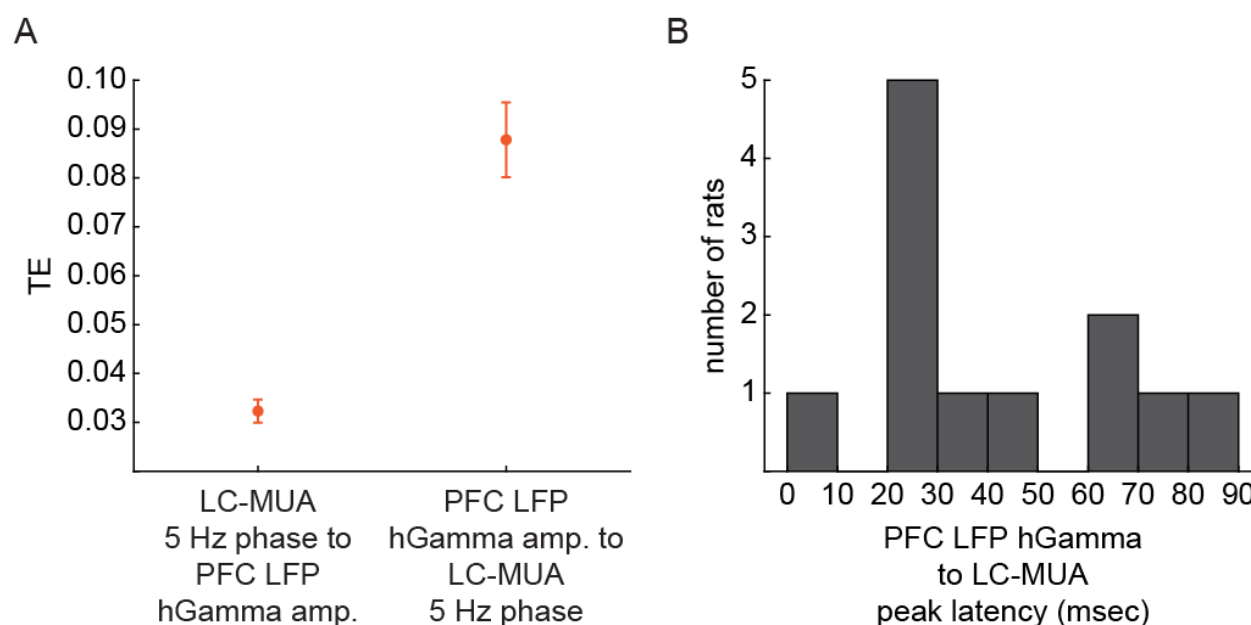 A
0.10
0.09
0.08
0.07
0.06
0.05
0.04
0.03
TE
LC-MUA
5 Hz phase to
PFC LFP
hGamma amp.
PFC LFP
hGamma amp. to
LC-MUA
5 Hz phase
B
5
4
3
2
1
number of rats
0 10 20 30 40 50 60 70 80 90
PFC LFP hGamma
to LC-MUA
peak latency (msec)